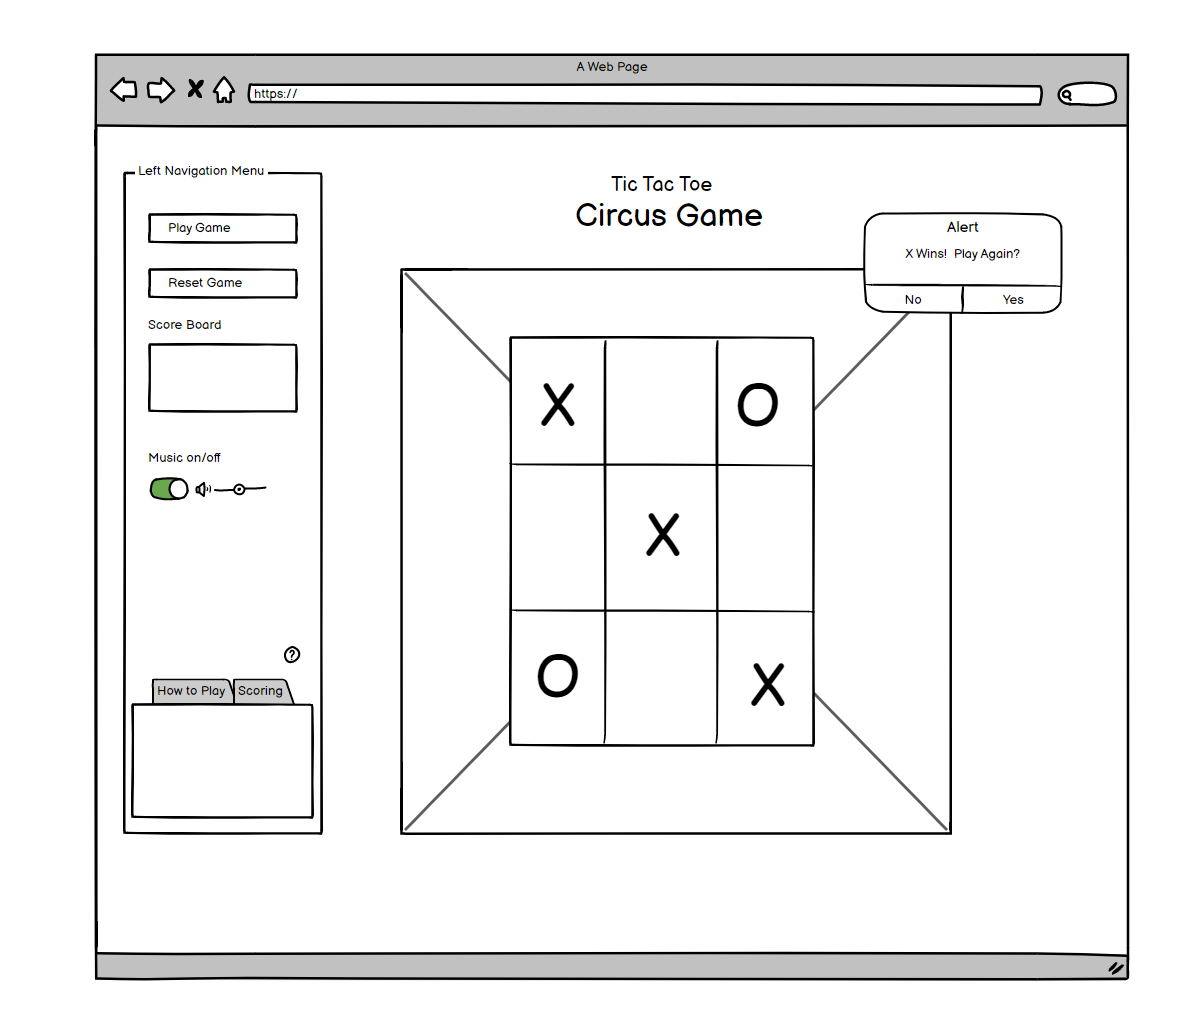 A Web Page
https://
Left Navigation Menu
Play Game
Reset Game
Score Board
Music on/off
?
How to Play Scoring
Tic Tac Toe
Circus Game
Alert
X Wins! Play Again?
No Yes
X O
X
O X